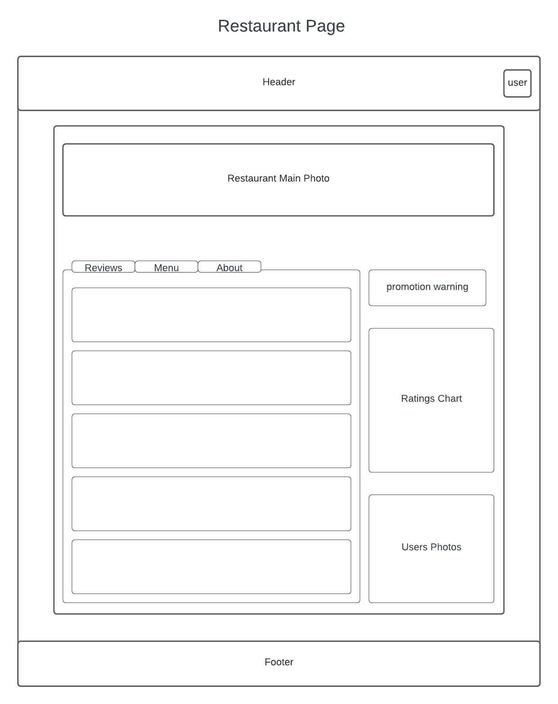 Restaurant Page
Header
user
Restaurant Main Photo
Reviews
Menu
About
promotion warning
Ratings Chart
Users Photos
Footer